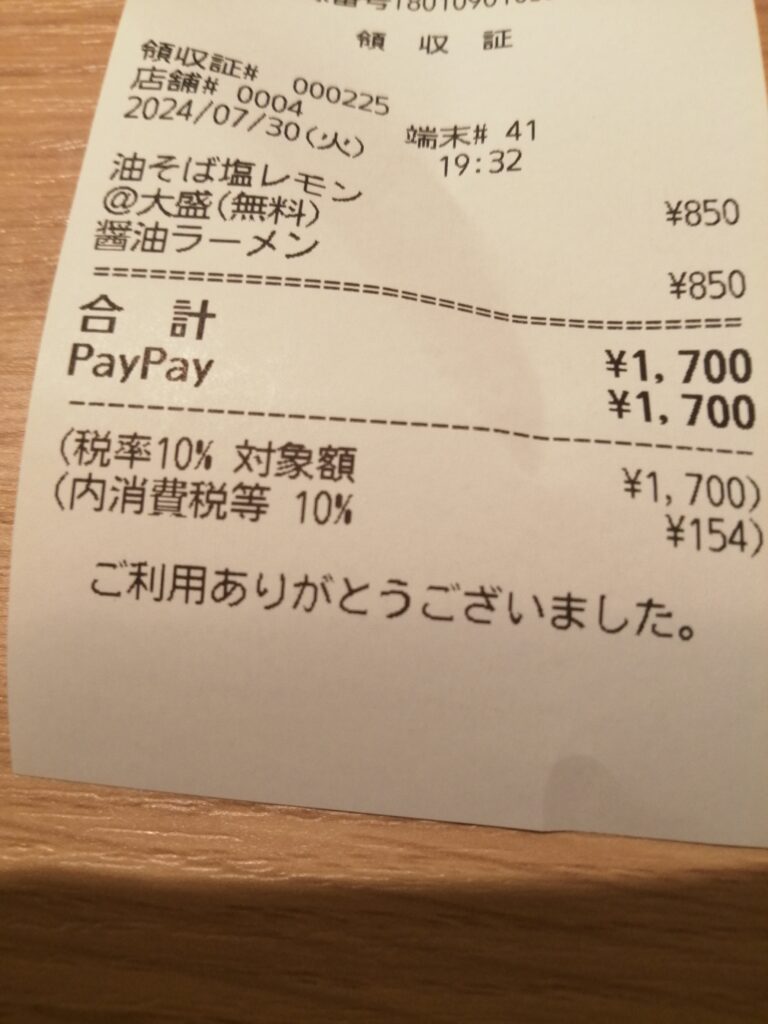 領 収 証
領収証# 000225
店舗# 0004 端末# 41
2024/07/30(火) 19:32
油そば塩レモン ¥850
@大盛(無料)
醤油ラーメン ¥850
==============================
合 計 ¥1,700
PayPay ¥1,700
------------------------------
(税率10% 対象額 ¥1,700)
(内消費税等 10% ¥154)
ご利用ありがとうございました。